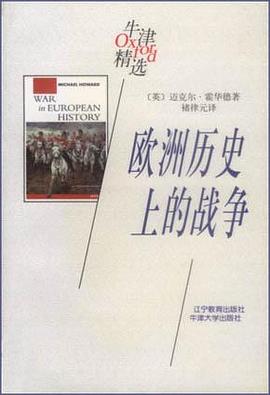 牛津
Oxford
精选
MICHAEL HOWARD
WAR
in EUROPEAN
HISTORY
（英）迈克尔·霍华德著
褚律元译
欧洲历史
上的战争
辽宁教育出版社
牛津大学出版社